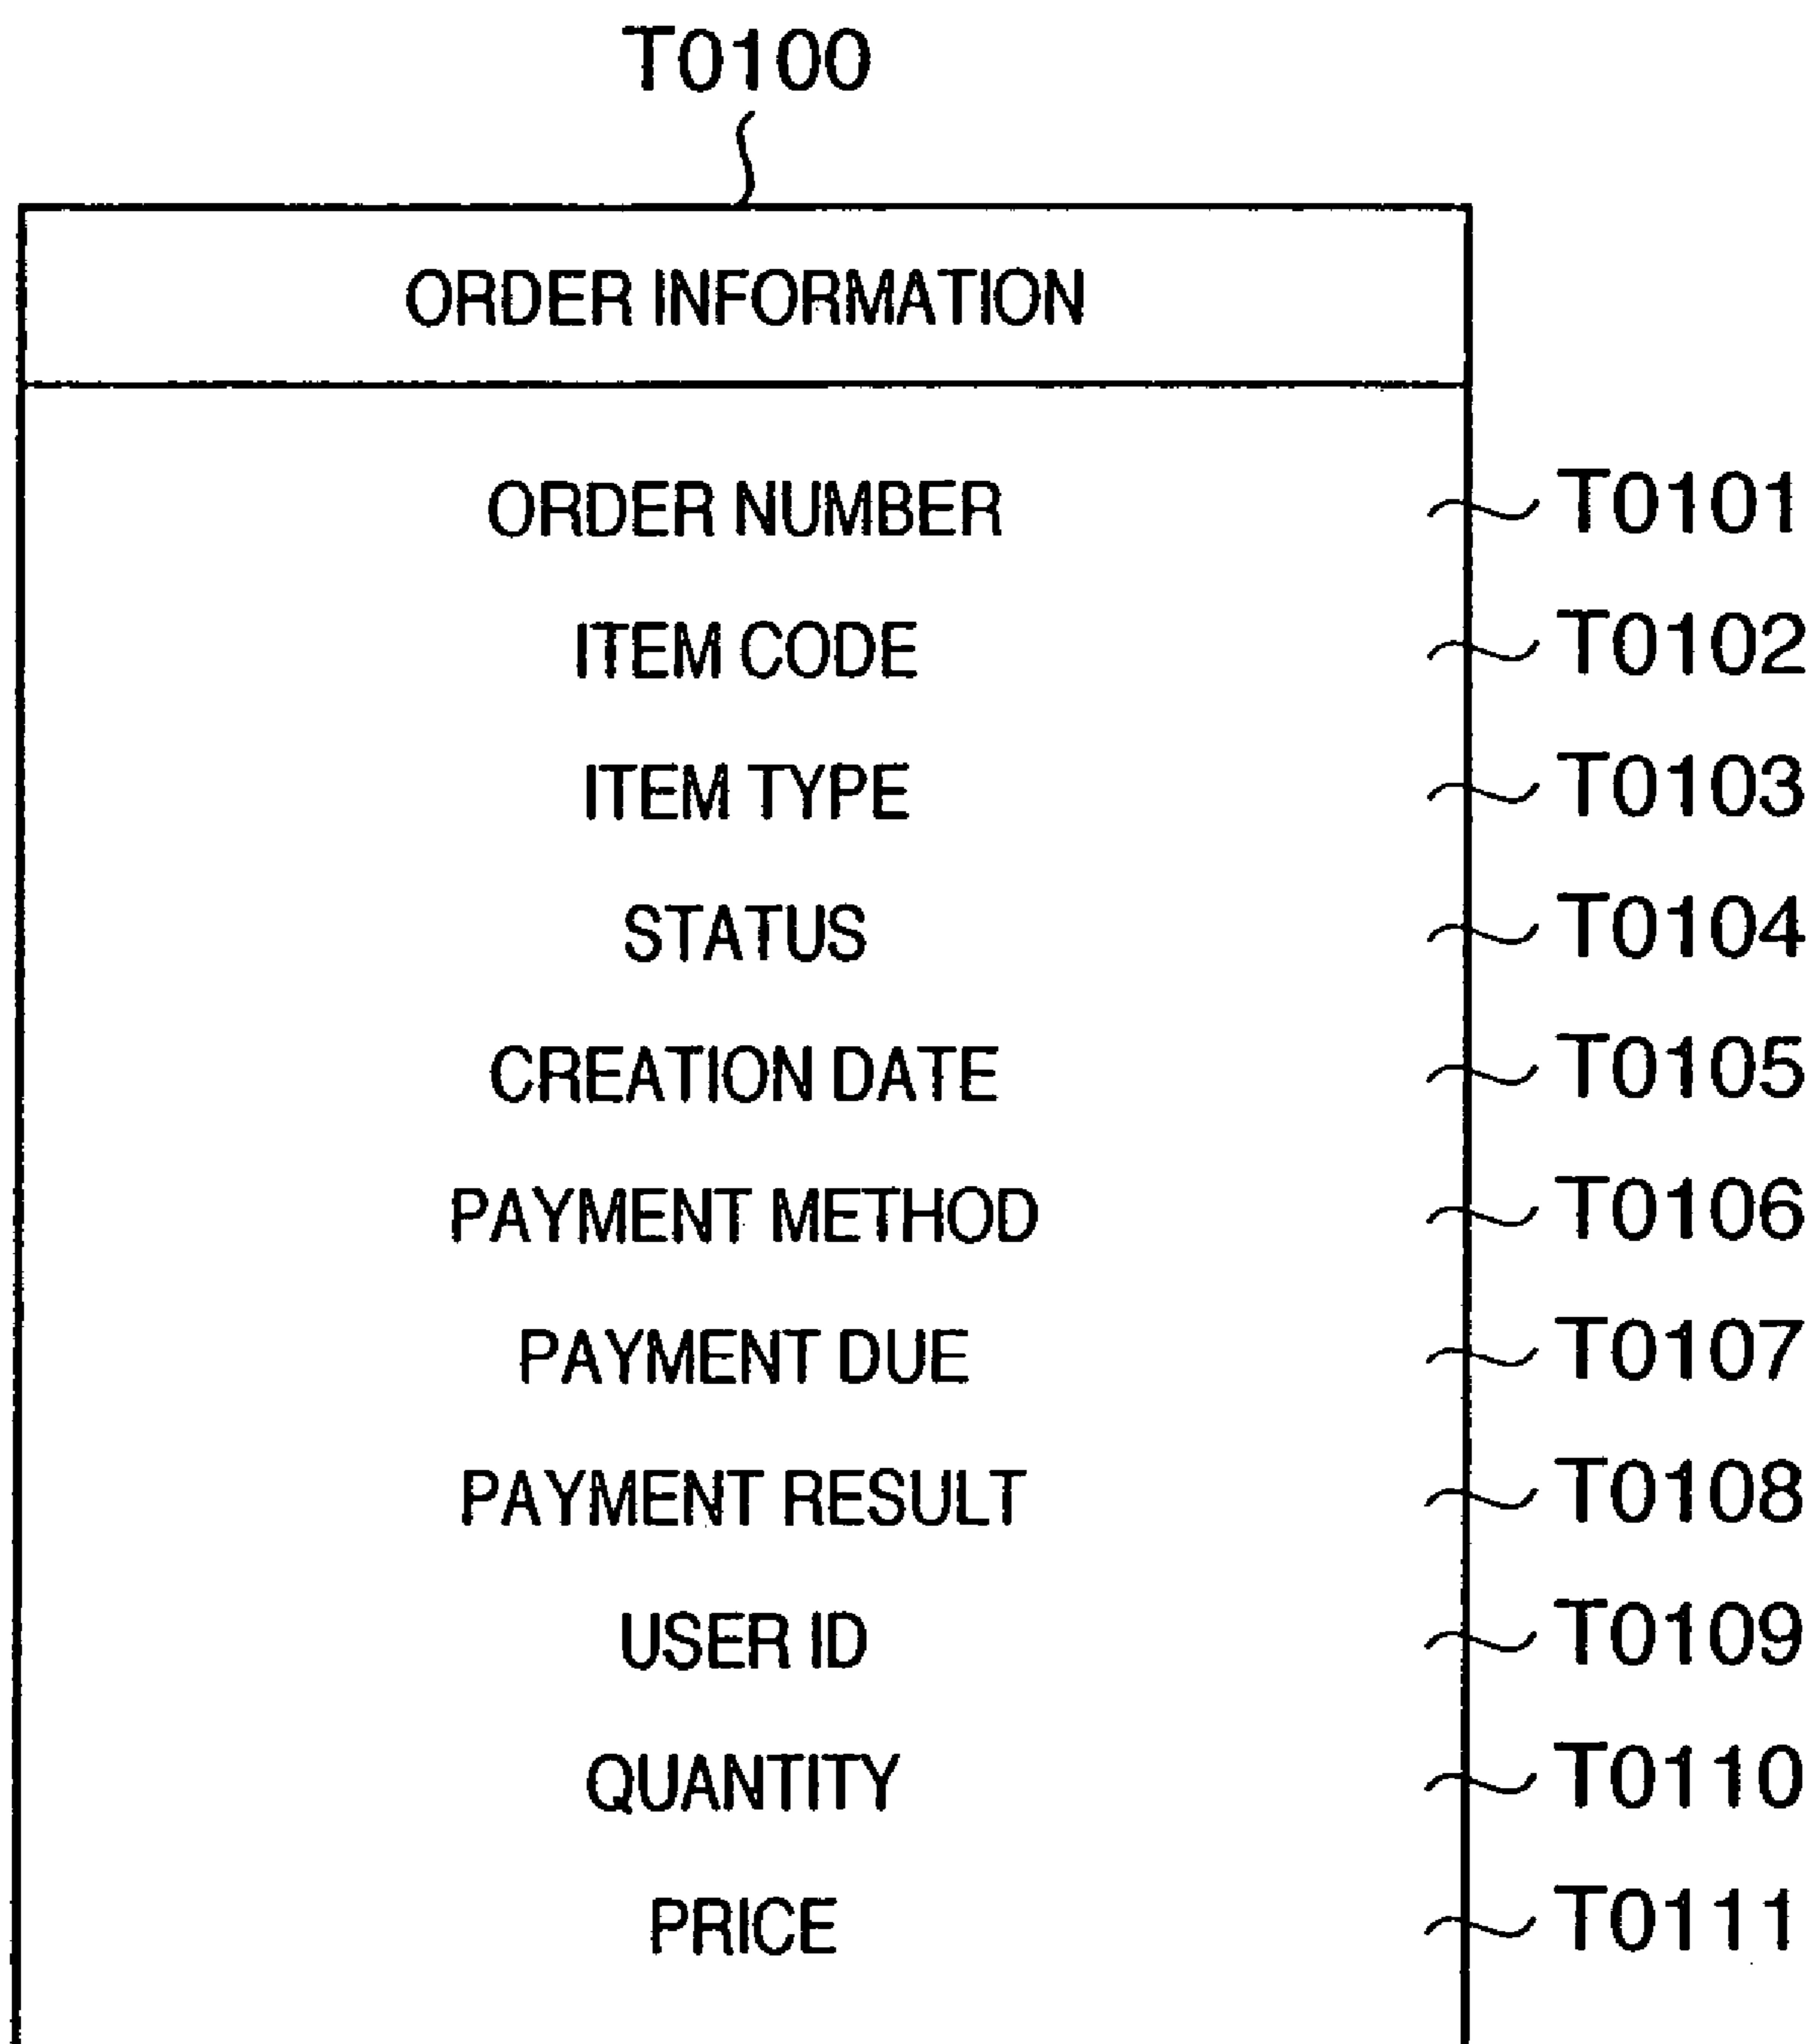 T0100
ORDER INFORMATION
ORDER NUMBER T0101
ITEM CODE T0102
ITEM TYPE T0103
STATUS T0104
CREATION DATE T0105
PAYMENT METHOD T0106
PAYMENT DUE T0107
PAYMENT RESULT T0108
USER ID T0109
QUANTITY T0110
PRICE T0111